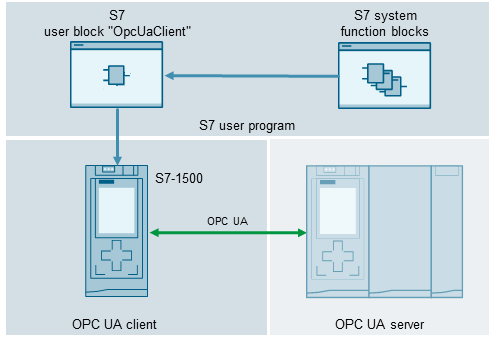 S7
user block "OpcUaClient"
S7 system
function blocks
S7 user program
S7-1500
OPC UA
OPC UA client
OPC UA server